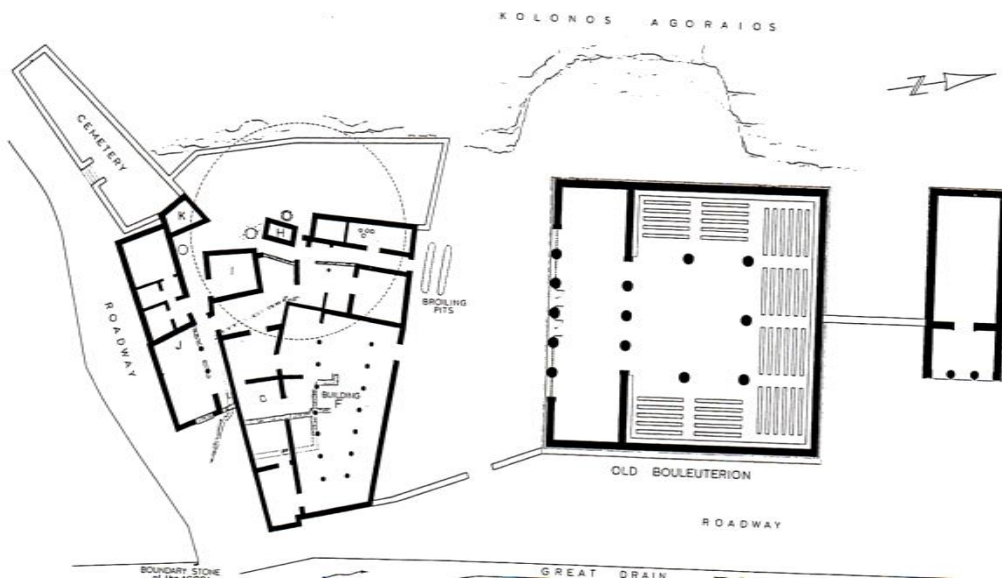 KOLONOS AGORAIOS
CEMETERY
K
H
I
ROADWAY
BROILING
PITS
J
C
BUILDING
F
OLD BOULEUTERION
ROADWAY
BOUNDARY STONE
GREAT DRAIN